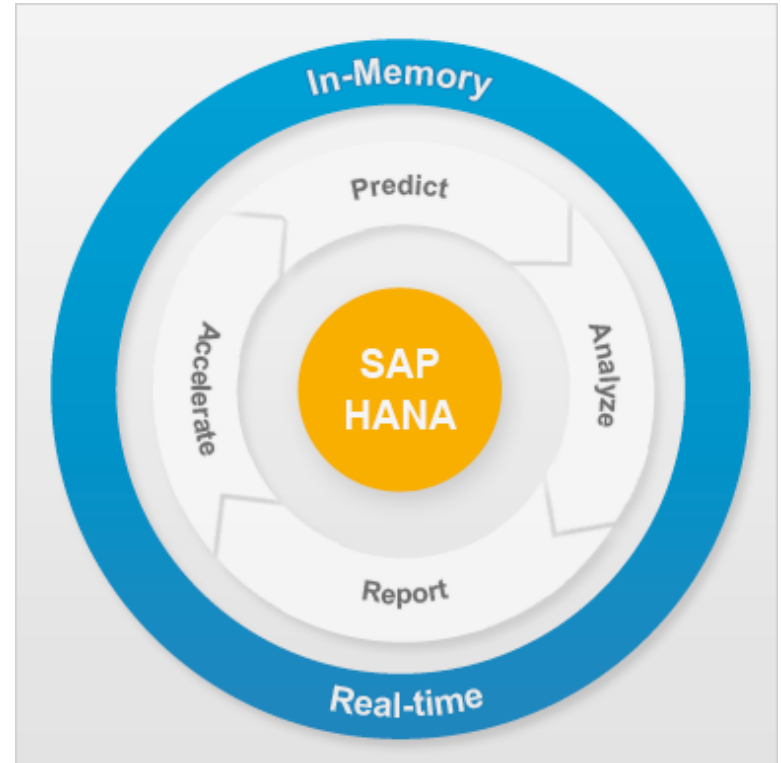 In-Memory
Predict
Accelerate
SAP
HANA
Analyze
Report
Real-time